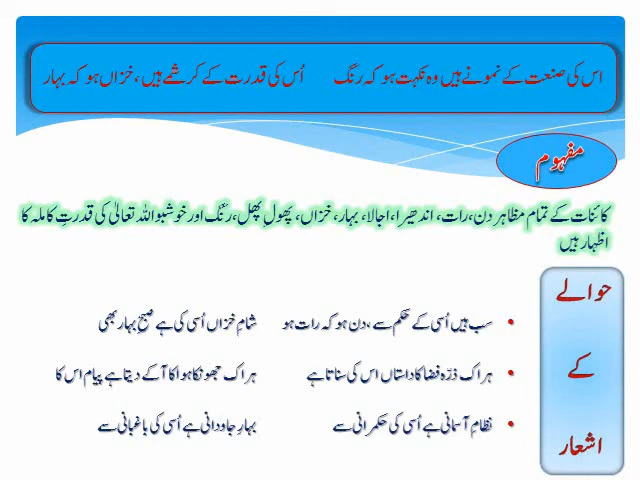 اس کی صنعت کے نمونے ہیں وہ نکہت ہو کہ رنگ اُس کی قدرت کے کرشمے ہیں، خزاں ہو کہ بہار
مفہوم
کائنات کے تمام مظاہر دن، رات، اندھیرا، اجالا، بہار، خزاں، پھول پھل، رنگ اور خوشبو اللہ تعالیٰ کی قدرتِ کاملہ کا
اظہار ہیں
حوالے
کے
اشعار
• سب ہیں اُسی کے حکم سے، دن ہو کہ رات ہو شامِ خزاں اُسی کی ہے صبحِ بہار بھی
• ہر اک ذرّہ فضا کا داستاں اس کی سناتا ہے ہر اک جھونکا ہوا کا آ کے دیتا ہے پیام اس کا
• نظامِ آسمانی ہے اُسی کی حکمرانی سے بہارِ جاودانی ہے اُسی کی باغبانی سے